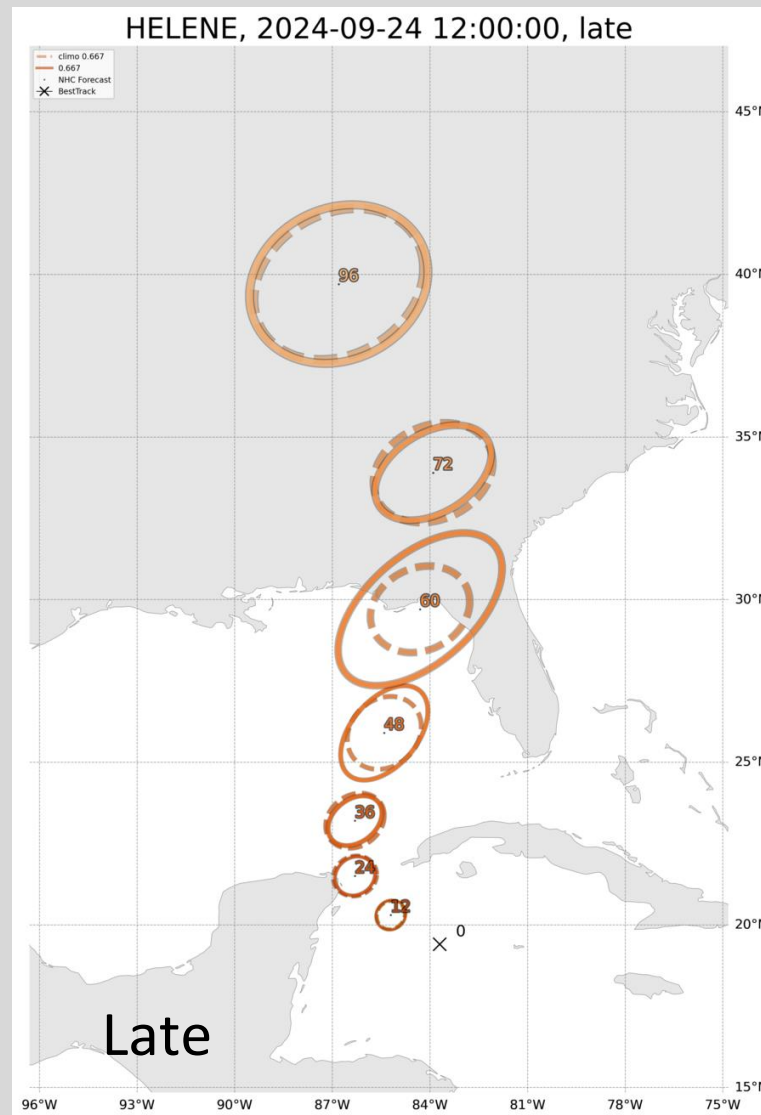 HELENE, 2024-09-24 12:00:00, late
climo 0.667
0.667
NHC Forecast
BestTrack
45°N
96
40°N
35°N
72
30°N
60
48
25°N
36
24
12
20°N
0
Late
15°N
96°W 93°W 90°W 87°W 84°W 81°W 78°W 75°W